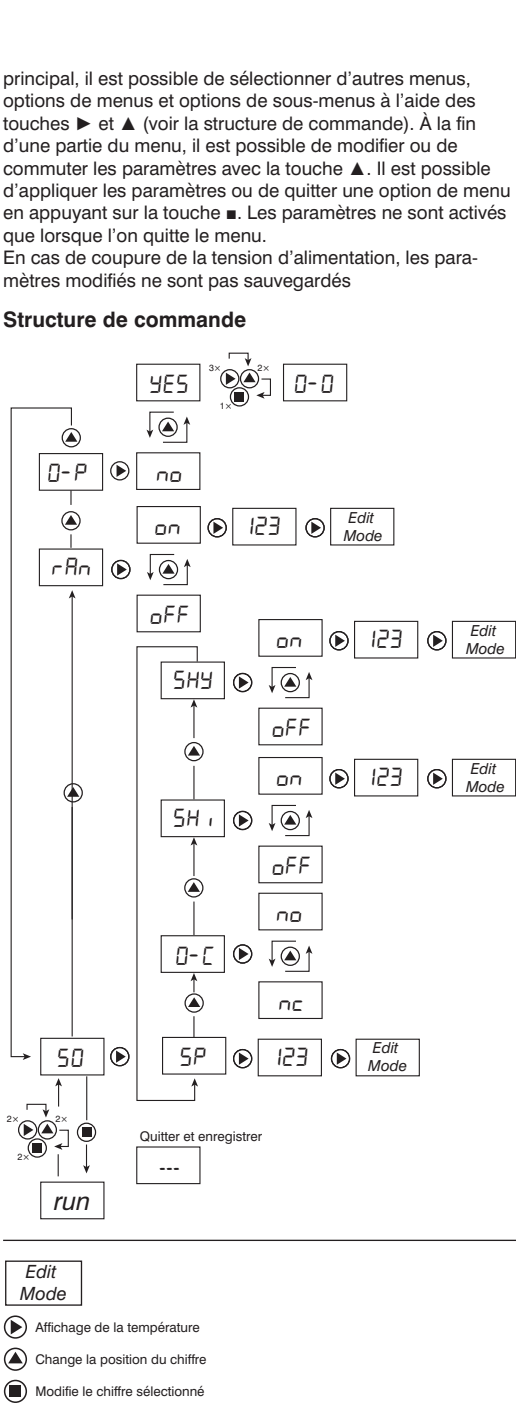 principal, il est possible de sélectionner d'autres menus,
options de menus et options de sous-menus à l'aide des
touches ► et ▲ (voir la structure de commande). À la fin
d'une partie du menu, il est possible de modifier ou de
commuter les paramètres avec la touche ▲. Il est possible
d'appliquer les paramètres ou de quitter une option de menu
en appuyant sur la touche ■. Les paramètres ne sont activés
que lorsque l'on quitte le menu.
En cas de coupure de la tension d'alimentation, les para-
mètres modifiés ne sont pas sauvegardés
Structure de commande
YES 3× 2× 1× 0-0
0-P no
on 123 Edit Mode
rAn
oFF
on 123 Edit Mode
SHY
oFF
on 123 Edit Mode
SHi
oFF
no
0-C
nc
SO SP 123 Edit Mode
2× 2× 2×
Quitter et enregistrer
---
run
Edit
Mode
Affichage de la température
Change la position du chiffre
Modifie le chiffre sélectionné